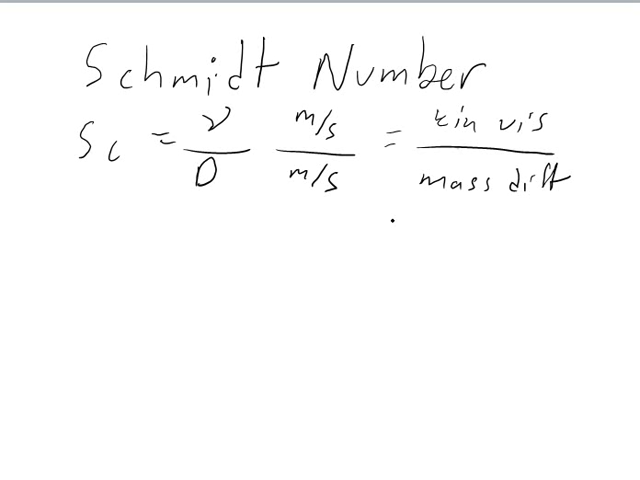 Schmidt Number
Sc = ν/D m/s / m/s = kin vis / mass diff